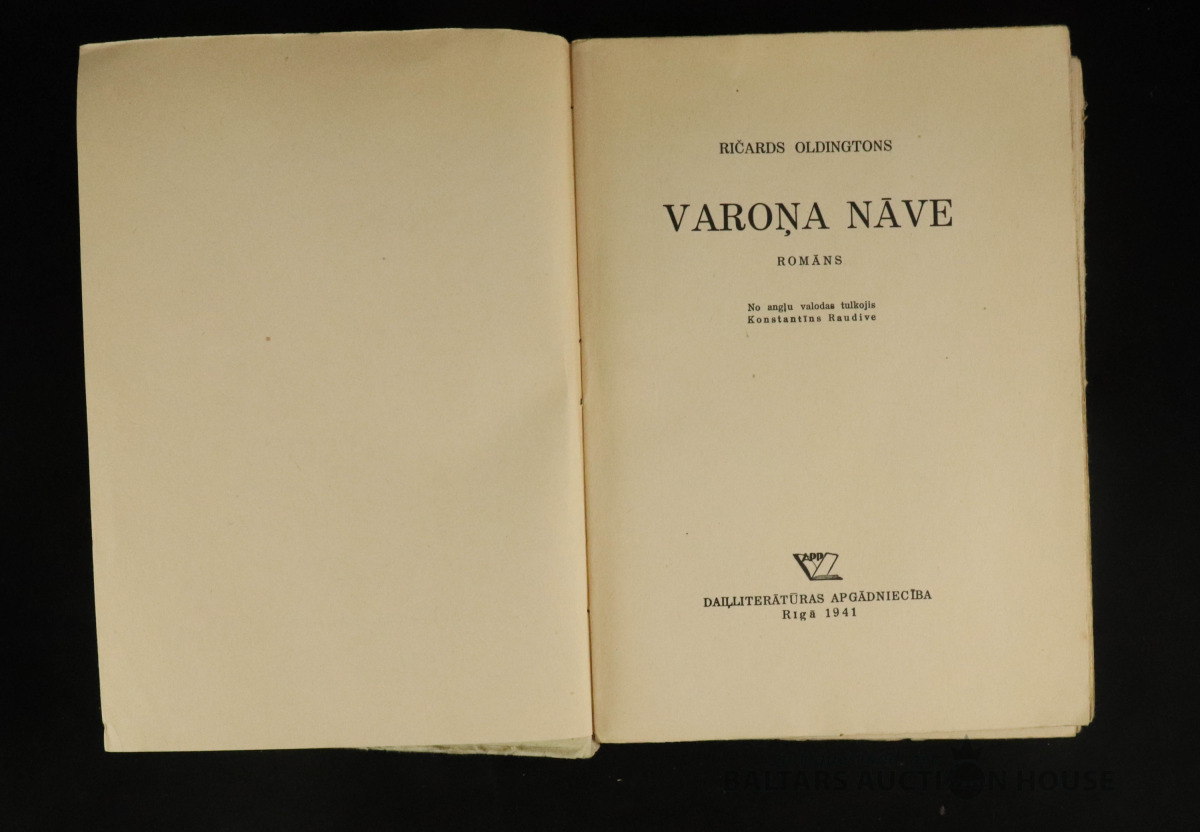 RIČARDS OLDINGTONS
VAROŅA NĀVE
ROMĀNS
No angļu valodas tulkojis
Konstantīns Raudive
APP
DAIĻLITERĀTŪRAS APGĀDNIECĪBA
Rīgā 1941
BALTARS AUCTION HOUSE